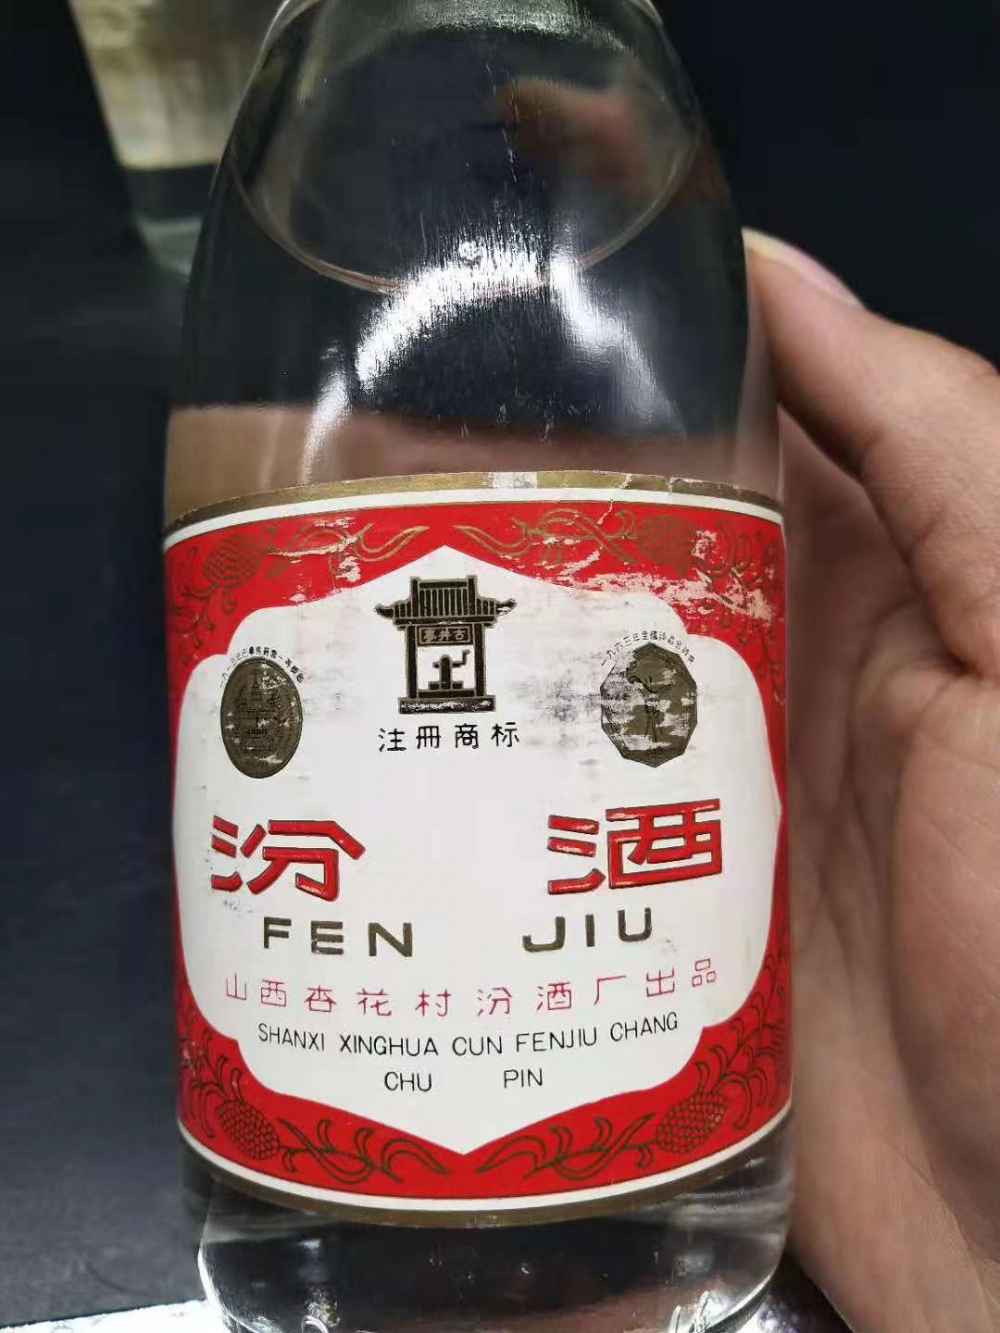 古井亭
注册商标
汾酒
FEN JIU
山西杏花村汾酒厂出品
SHANXI XINGHUA CUN FENJIU CHANG
CHU PIN